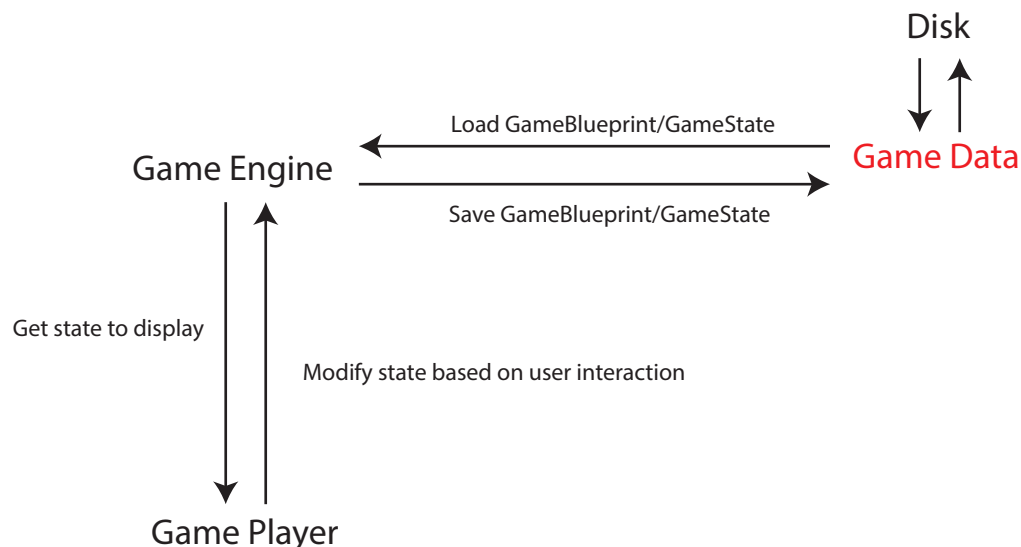 Disk
Load GameBlueprint/GameState
Game Data
Game Engine
Save GameBlueprint/GameState
Get state to display
Modify state based on user interaction
Game Player